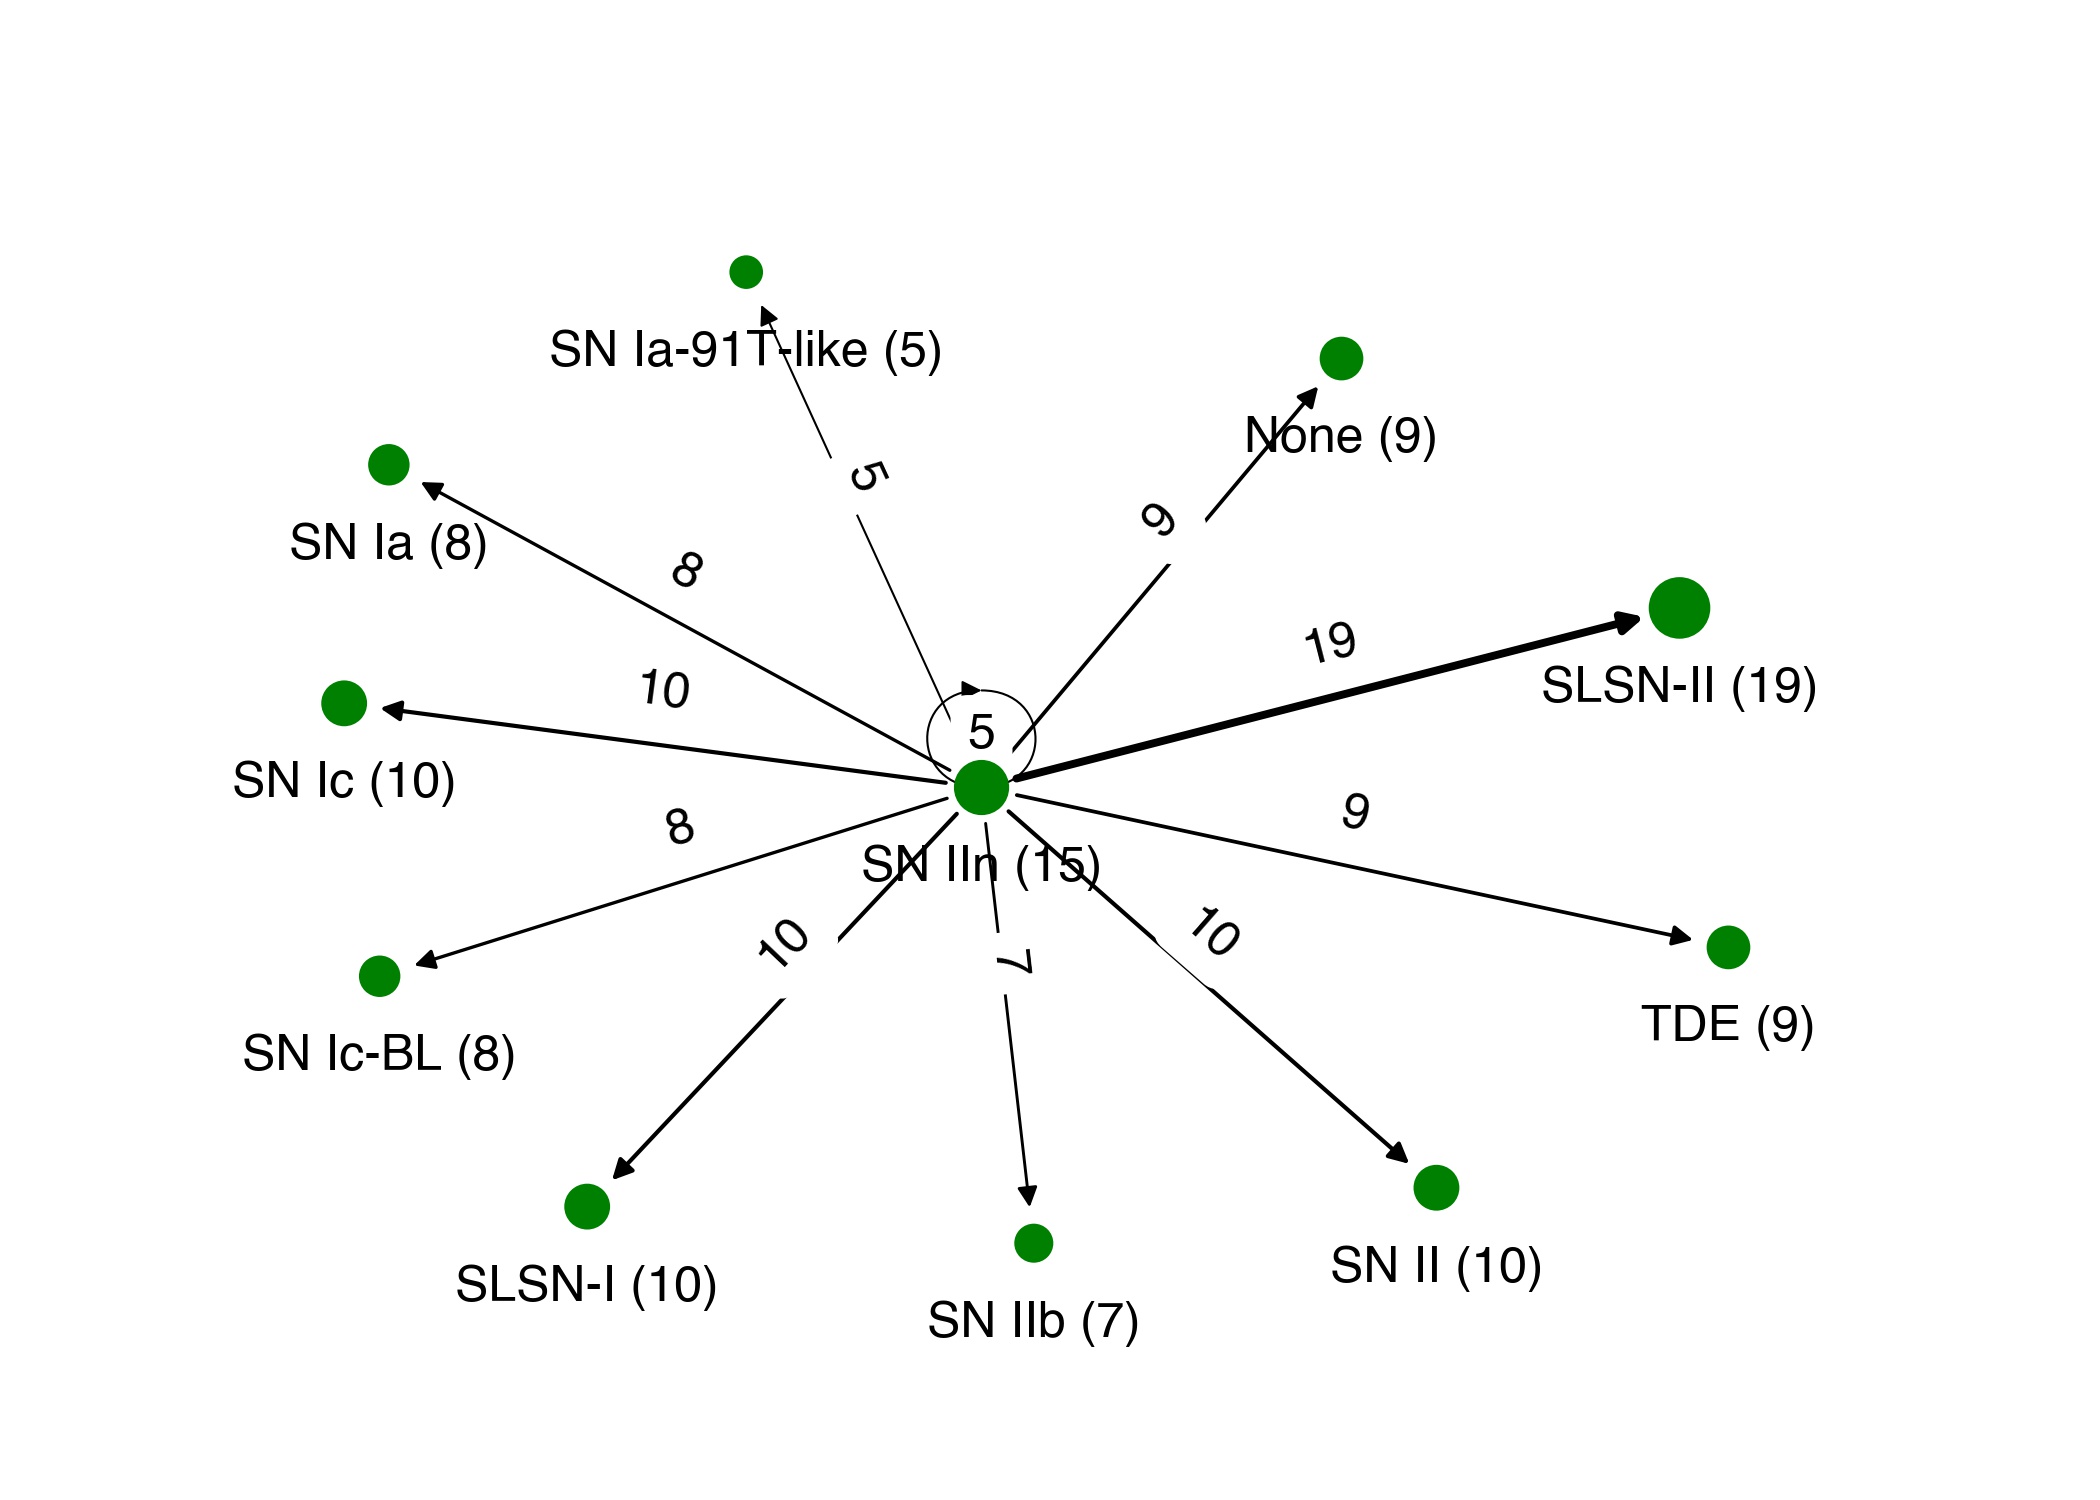 SN Ia-91T-like (5)
None (9)
5
9
SN Ia (8)
8
19
SLSN-II (19)
10
5
SN Ic (10)
8
9
SN IIn (15)
10
7
10
SN Ic-BL (8)
TDE (9)
SLSN-I (10)
SN IIb (7)
SN II (10)